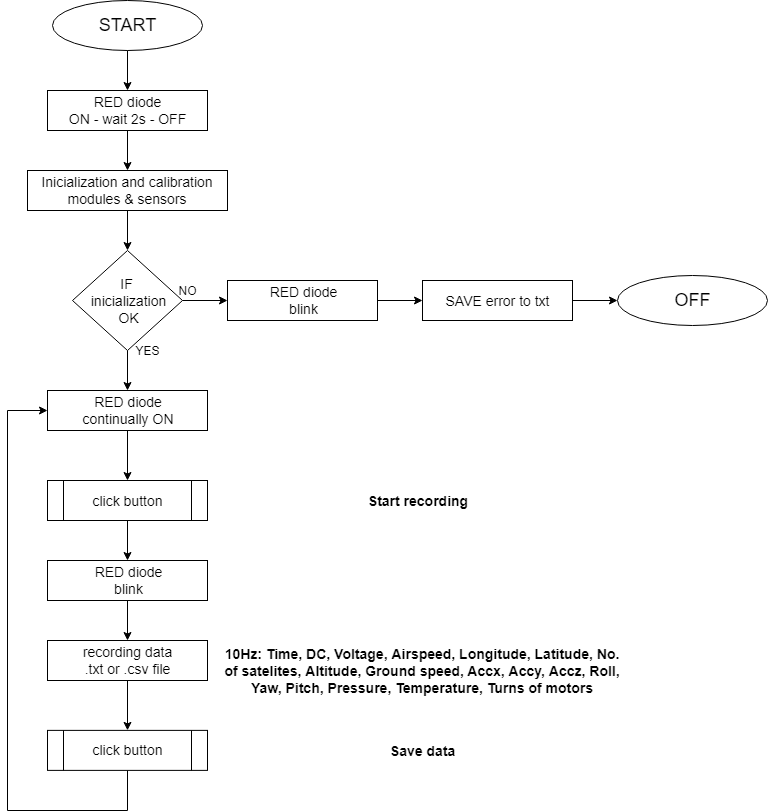 START
RED diode
ON - wait 2s - OFF
Inicialization and calibration
modules & sensors
IF
inicialization
OK
NO
RED diode
blink
SAVE error to txt
OFF
YES
RED diode
continually ON
click button
Start recording
RED diode
blink
recording data
.txt or .csv file
10Hz: Time, DC, Voltage, Airspeed, Longitude, Latitude, No.
of satelites, Altitude, Ground speed, Accx, Accy, Accz, Roll,
Yaw, Pitch, Pressure, Temperature, Turns of motors
click button
Save data